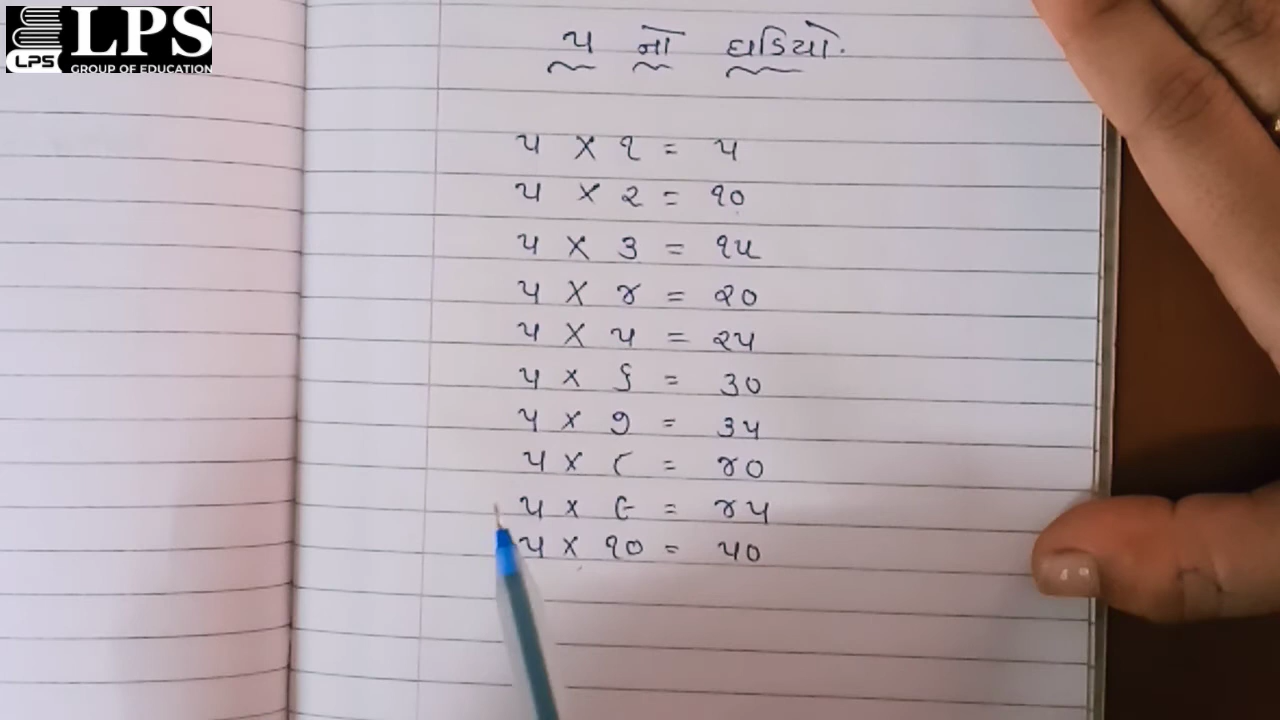 LPS
LPS
GROUP OF EDUCATION
૫ નો ઘડિયો.
૫ X ૧ = ૫
૫ X ૨ = ૧૦
૫ X ૩ = ૧૫
૫ X ૪ = ૨૦
૫ X ૫ = ૨૫
૫ X ૬ = ૩૦
૫ X ૭ = ૩૫
૫ X ૮ = ૪૦
૫ X ૯ = ૪૫
૫ X ૧૦ = ૫૦